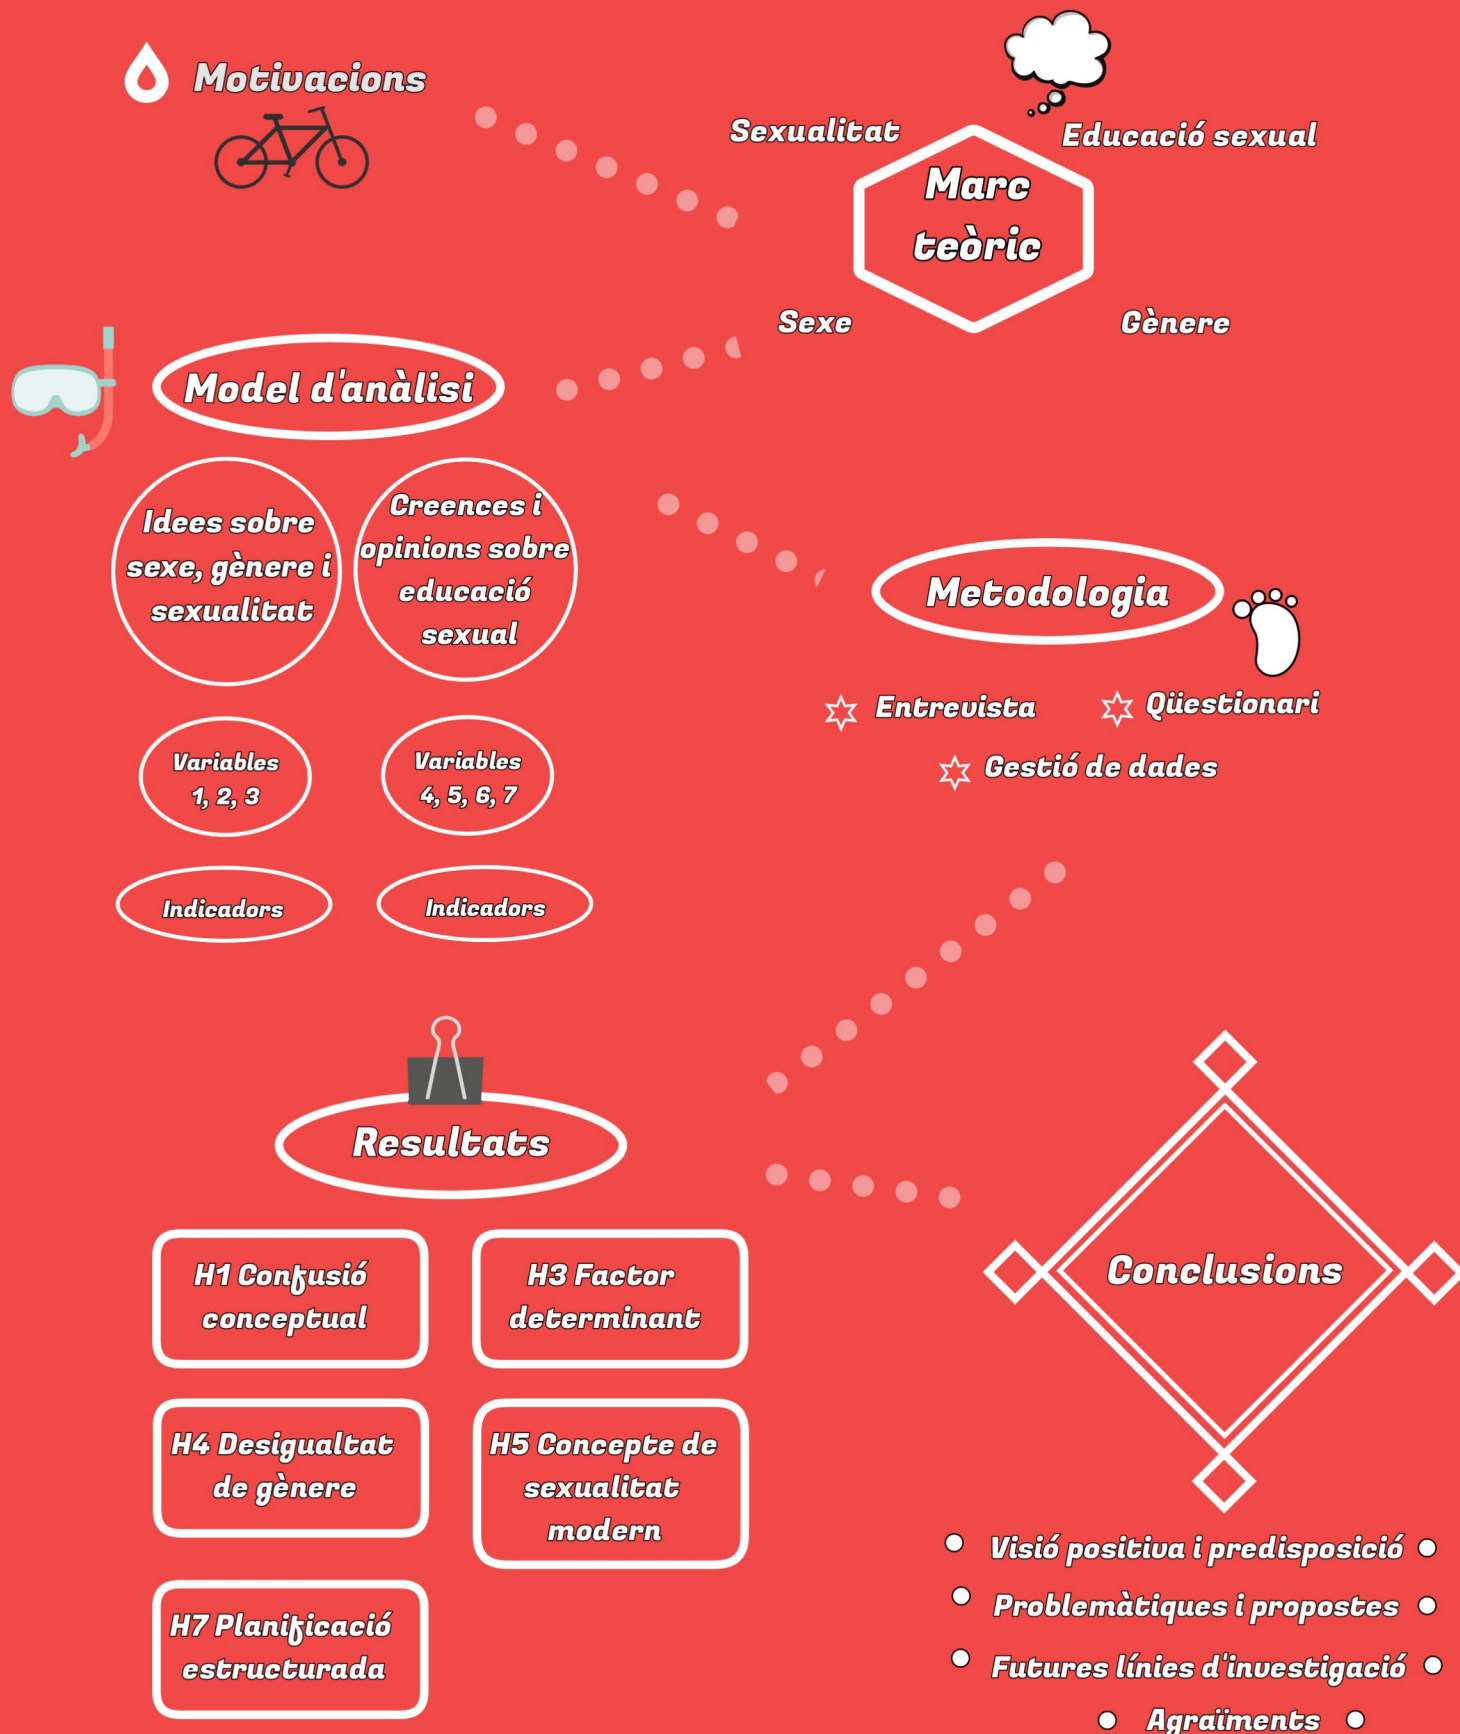 Motivacions
Sexualitat
Educació sexual
Marc
teòric
Sexe
Gènere
Model d'anàlisi
Idees sobre
sexe, gènere i
sexualitat
Creences i
opinions sobre
educació
sexual
Variables
1, 2, 3
Variables
4, 5, 6, 7
Indicadors
Indicadors
Metodologia
Entrevista
Qüestionari
Gestió de dades
Resultats
H1 Confusió
conceptual
H3 Factor
determinant
H4 Desigualtat
de gènere
H5 Concepte de
sexualitat
modern
H7 Planificació
estructurada
Conclusions
Visió positiva i predisposició
Problemàtiques i propostes
Futures línies d'investigació
Agraïments